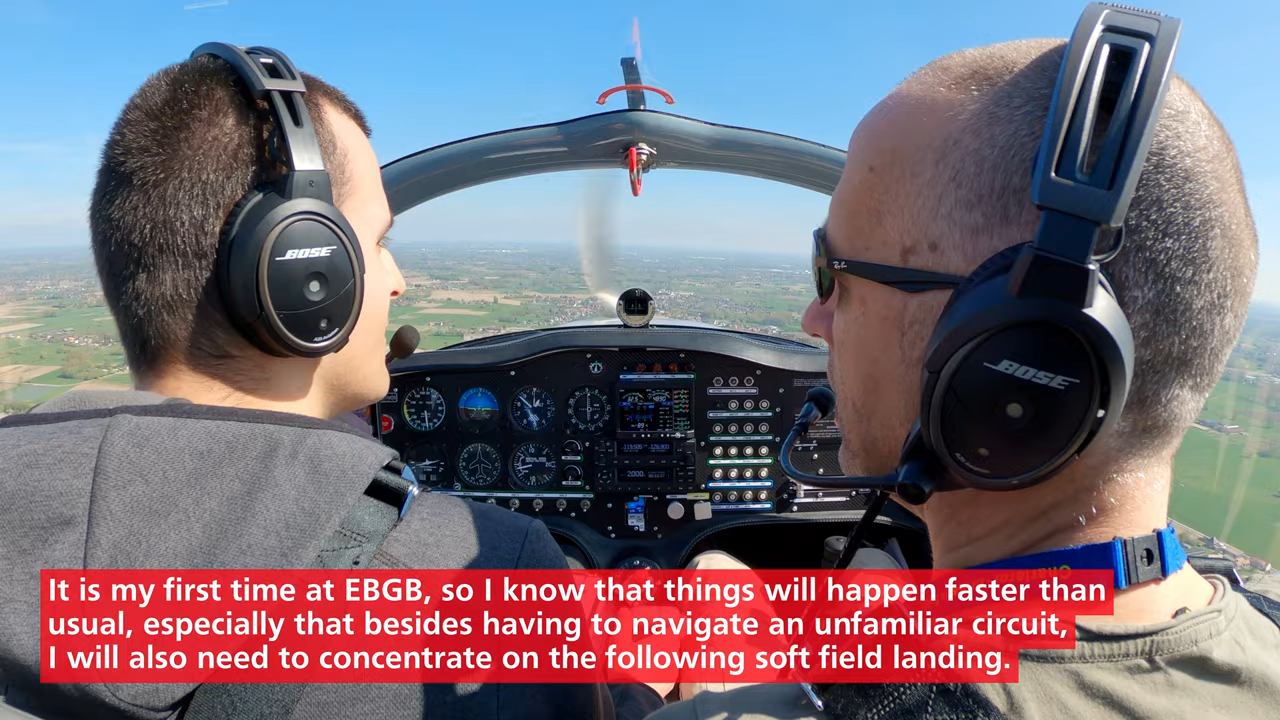 BOSE
Ray-Ban
BOSE
It is my first time at EBGB, so I know that things will happen faster than
usual, especially that besides having to navigate an unfamiliar circuit,
I will also need to concentrate on the following soft field landing.